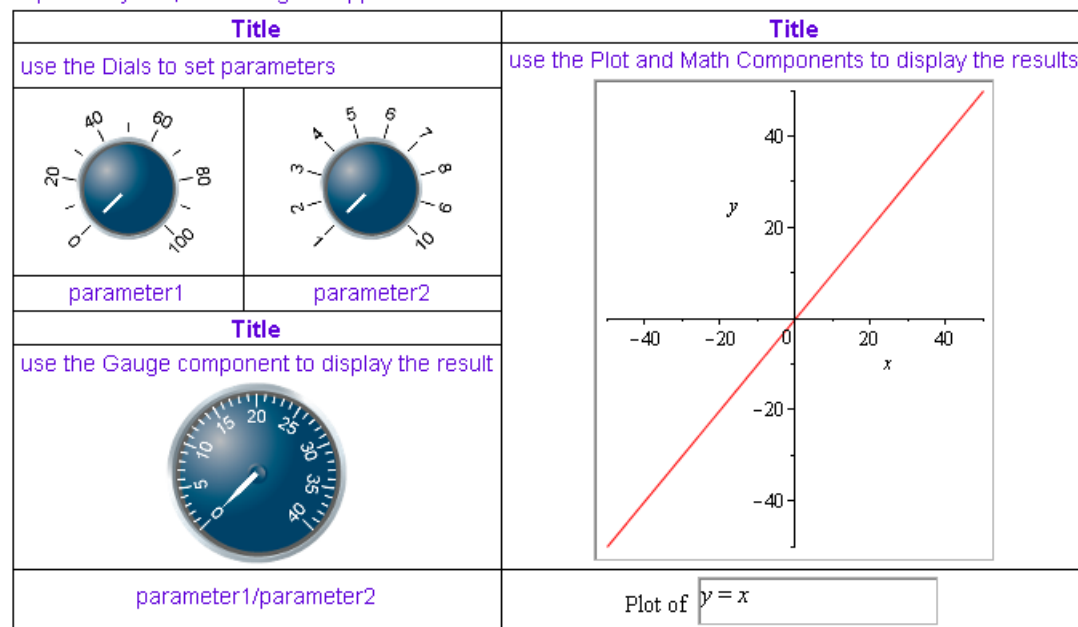 Title
use the Dials to set parameters
0 20 40 60 80 100
1 2 3 4 5 6 7 8 9 10
parameter1 parameter2
Title
use the Gauge component to display the result
0 5 10 15 20 25 30 35 40
parameter1/parameter2
Title
use the Plot and Math Components to display the results
40
y
20
-40 -20 0 20 40
x
-20
-40
Plot of y = x